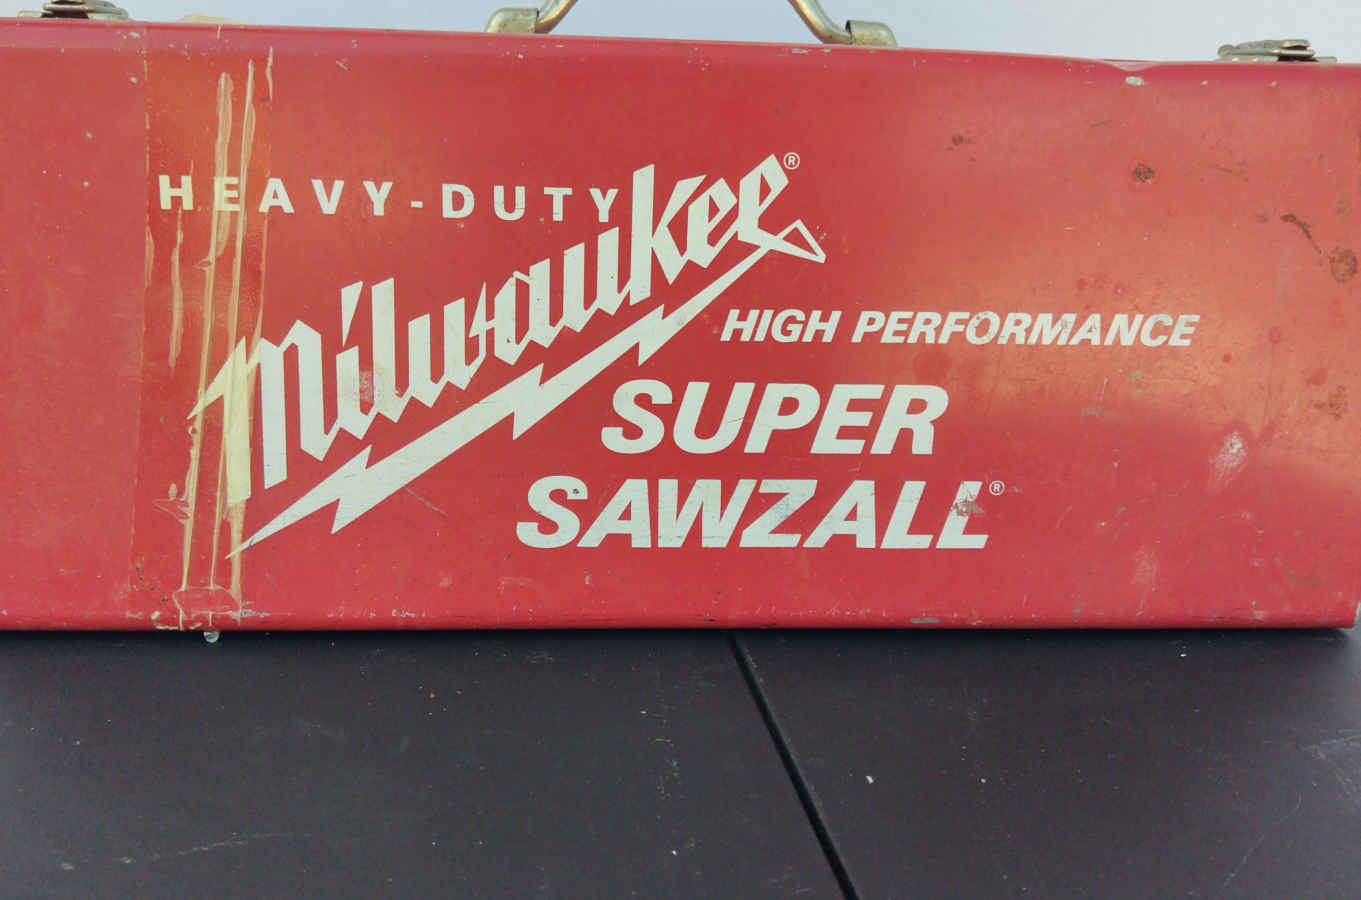 HEAVY-DUTY
Milwaukee®
HIGH PERFORMANCE
SUPER
SAWZALL®